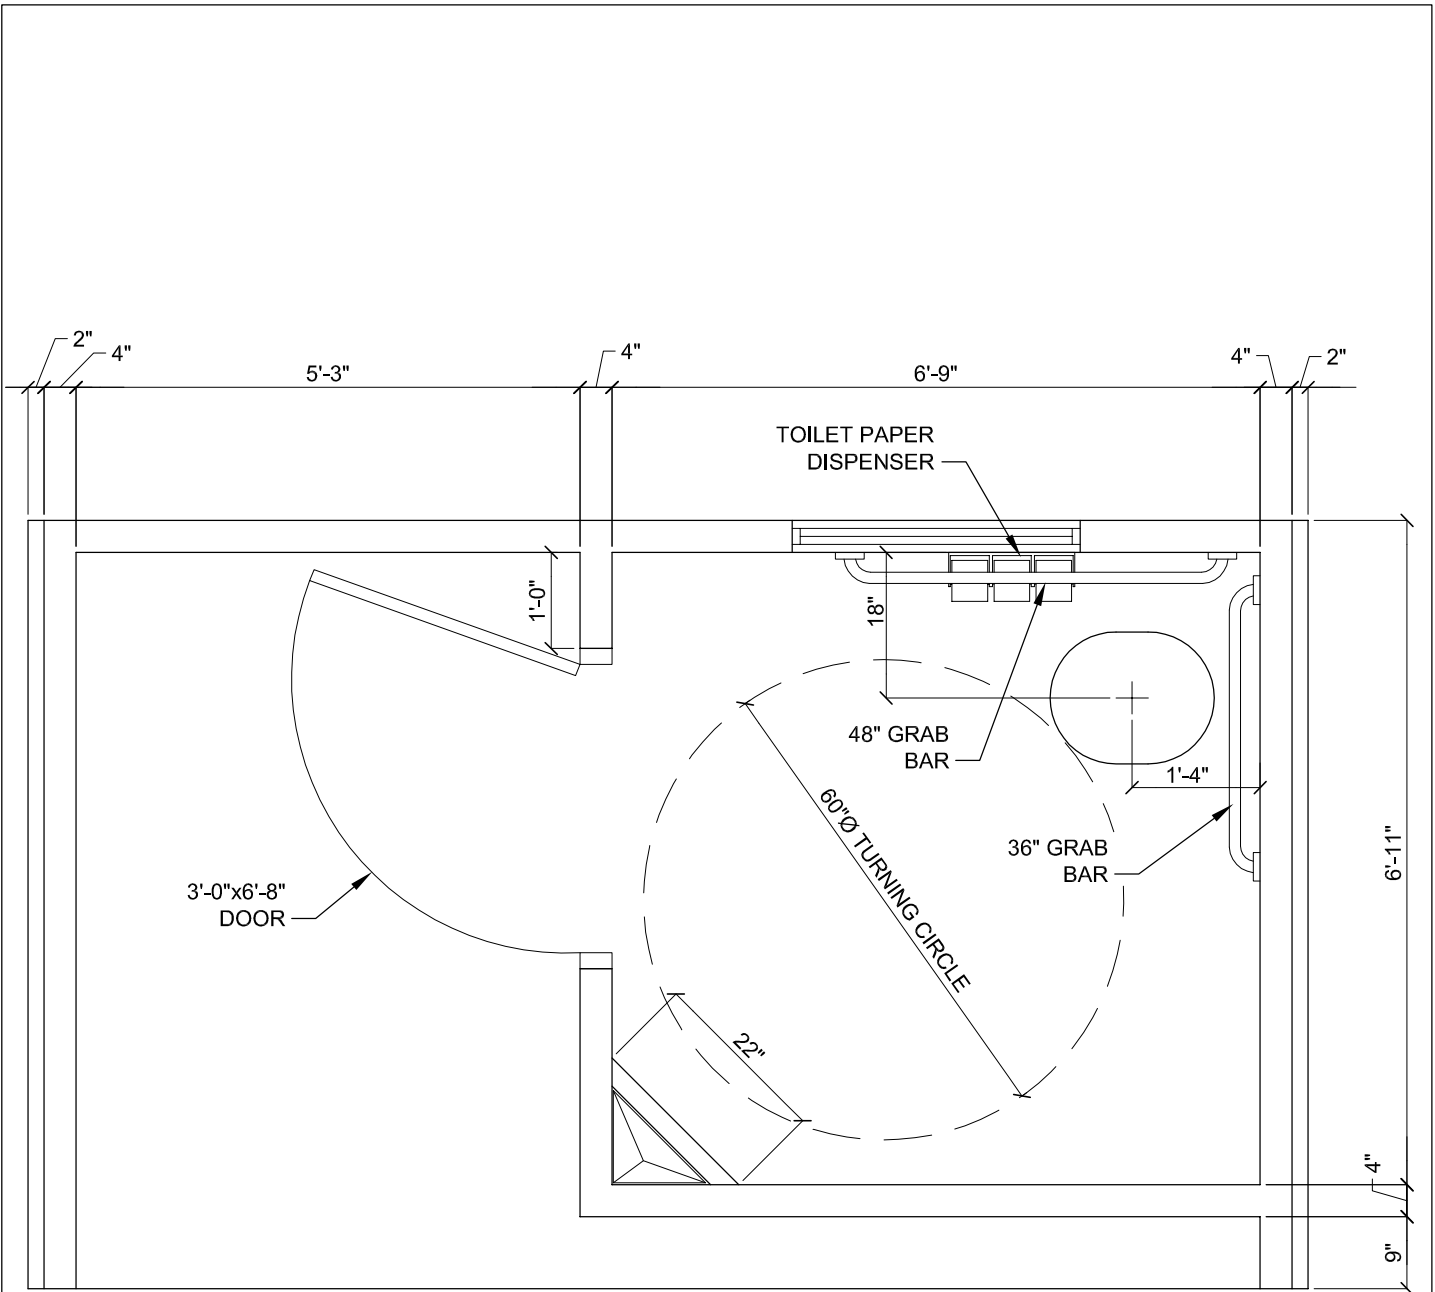 2"
4"
5'-3"
4"
6'-9"
4"
2"
TOILET PAPER
DISPENSER
1'-0"
18"
48" GRAB
BAR
1'-4"
60"Ø TURNING CIRCLE
36" GRAB
BAR
6'-11"
3'-0"x6'-8"
DOOR
22"
4"
9"